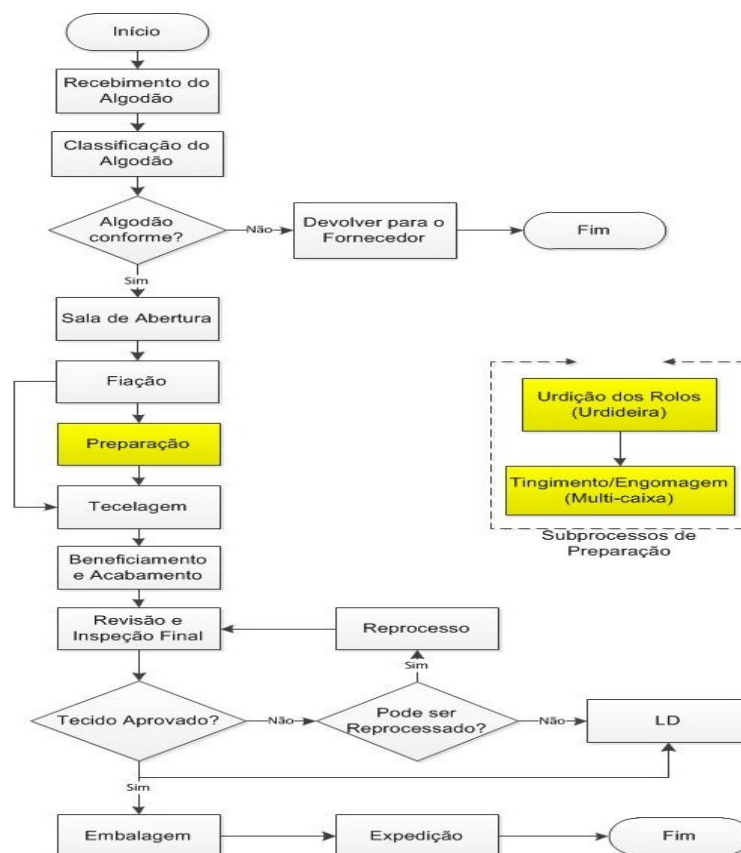 Início
Recebimento do
Algodão
Classificação do
Algodão
Algodão
conforme?
Não
Devolver para o
Fornecedor
Fim
Sim
Sala de Abertura
Fiação
Preparação
Tecelagem
Urdição dos Rolos
(Urdideira)
Tingimento/Engomagem
(Multi-caixa)
Subprocessos de
Preparação
Beneficiamento
e Acabamento
Revisão e
Inspeção Final
Reprocesso
Sim
Tecido Aprovado?
Não
Pode ser
Reprocessado?
Não
LD
Sim
Embalagem
Expedição
Fim